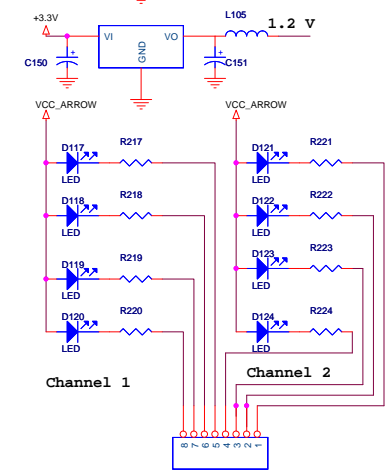 +3.3V
L105
1.2 V
VI
VO
GND
C150
C151
VCC_ARROW
VCC_ARROW
D117
R217
LED
D121
R221
LED
D118
R218
LED
D122
R222
LED
D119
R219
LED
D123
R223
LED
D120
R220
LED
D124
R224
LED
Channel 1
Channel 2
8 7 6 5 4 3 2 1